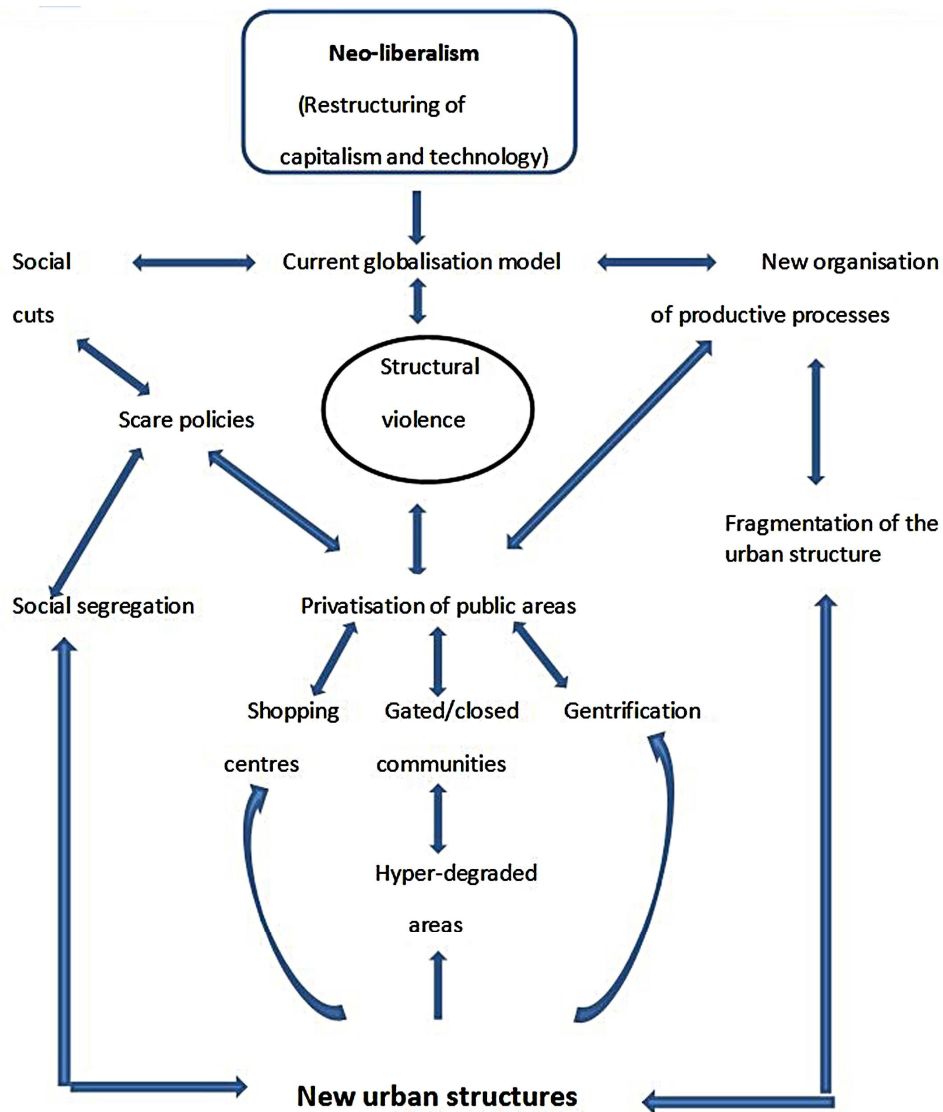 Neo-liberalism
(Restructuring of
capitalism and technology)
Social
cuts
Current globalisation model
New organisation
of productive processes
Structural
violence
Scare policies
Fragmentation of the
urban structure
Social segregation
Privatisation of public areas
Shopping
centres
Gated/closed
communities
Gentrification
Hyper-degraded
areas
New urban structures